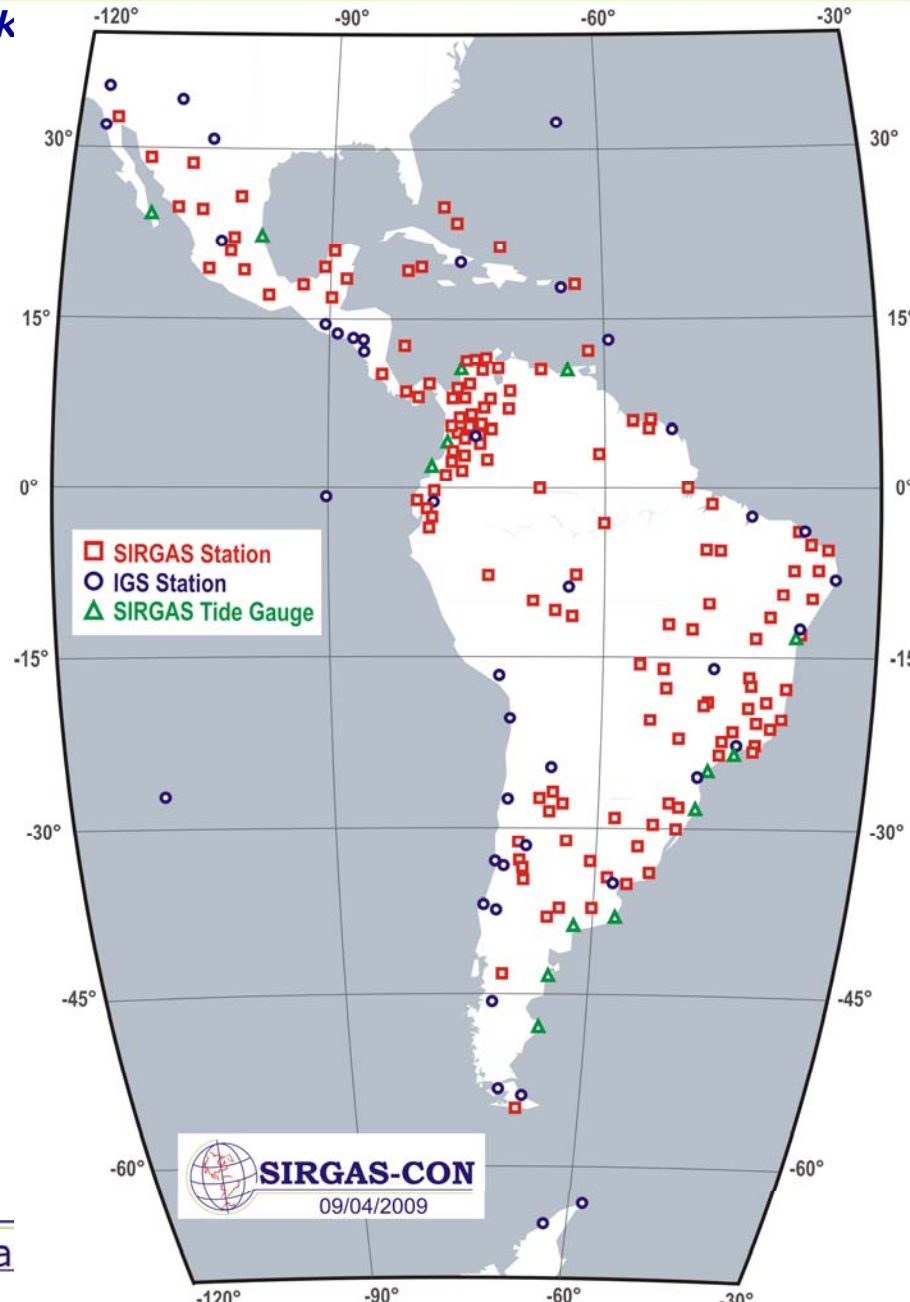 k
-120° -90° -60° -30°
30° 30°
15° 15°
0° 0°
SIRGAS Station
IGS Station
SIRGAS Tide Gauge
-15° -15
-30° -30°
-45° -45°
-60° -60°
SIRGAS-CON
09/04/2009
a
-120° -90° -60° -30°